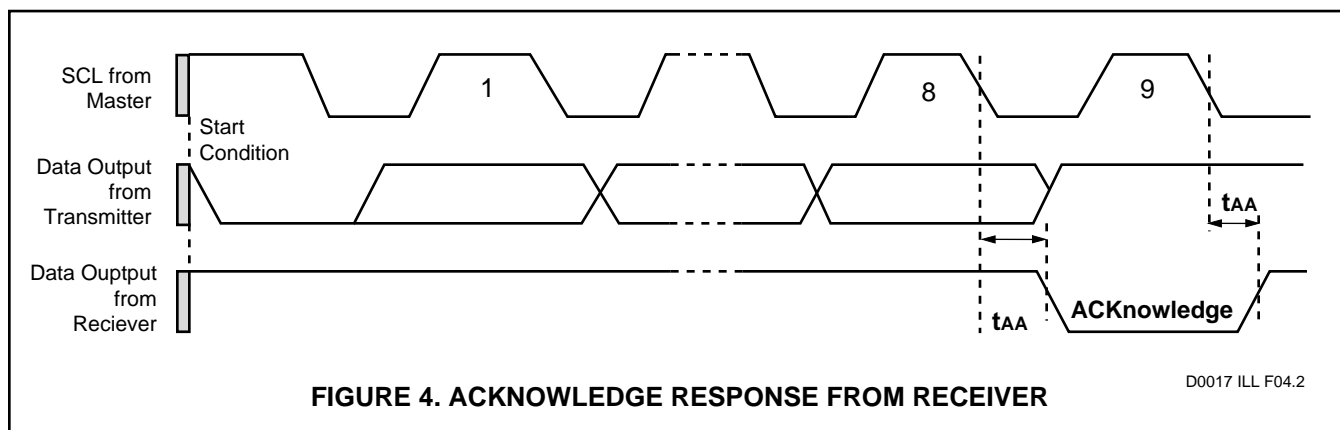 SCL from
Master
1
8
9
Start
Condition
Data Output
from
Transmitter
tAA
Data Ouptput
from
Reciever
tAA
ACKnowledge
FIGURE 4. ACKNOWLEDGE RESPONSE FROM RECEIVER
D0017 ILL F04.2